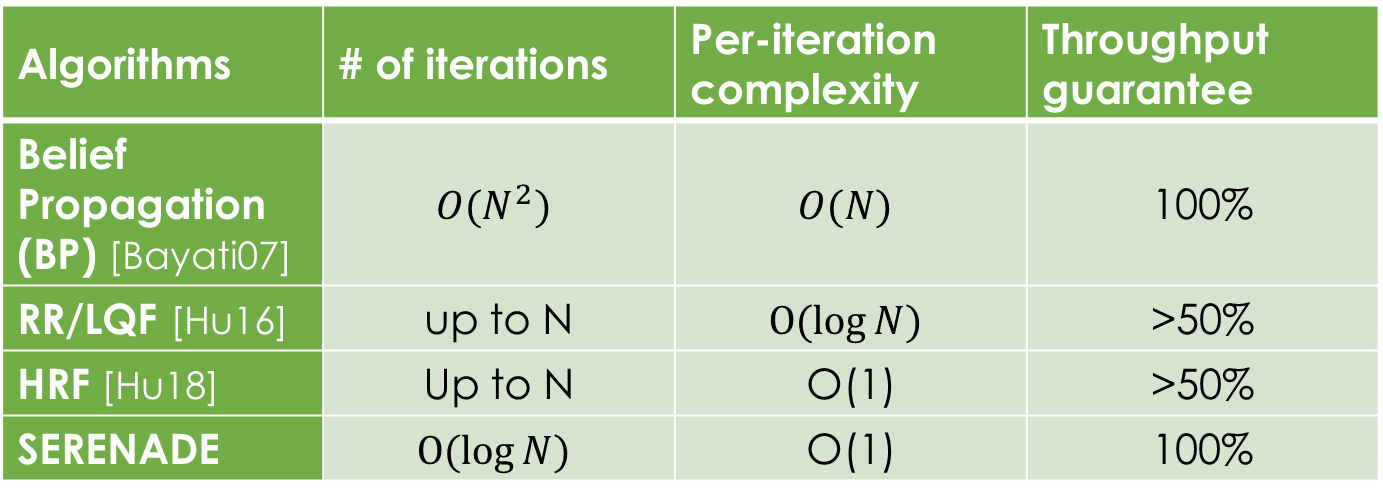 Algorithms # of iterations Per-iteration complexity Throughput guarantee
Belief Propagation (BP) [Bayati07] O(N²) O(N) 100%
RR/LQF [Hu16] up to N O(log N) >50%
HRF [Hu18] Up to N O(1) >50%
SERENADE O(log N) O(1) 100%